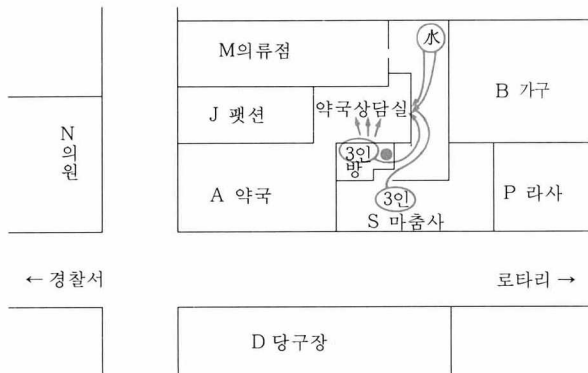 M의류점
水
J 팻션
약국상담실
B 가구
N의원
3인
방
A 약국
3인
P 라사
S 마춤사
← 경찰서
로타리 →
D 당구장